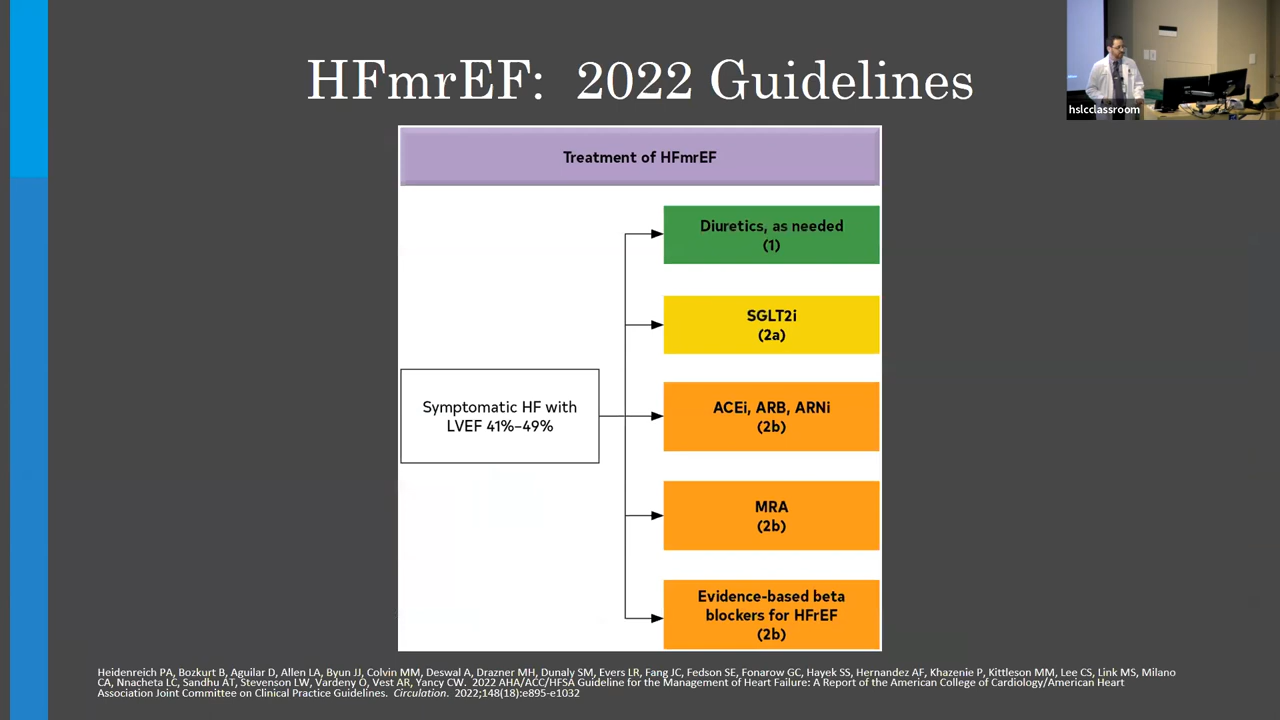 HFmrEF: 2022 Guidelines
hslcclassroom
Treatment of HFmrEF
Diuretics, as needed
(1)
SGLT2i
(2a)
Symptomatic HF with
LVEF 41%–49%
ACEi, ARB, ARNi
(2b)
MRA
(2b)
Evidence-based beta
blockers for HFrEF
(2b)
Heidenreich PA, Bozkurt B, Aguilar D, Allen LA, Byun JJ, Colvin MM, Deswal A, Drazner MH, Dunaly SM, Evers LR, Fang JC, Fedson SE, Fonarow GC, Hayek SS, Hernandez AF, Khazenie P, Kittleson MM, Lee CS, Link MS, Milano
CA, Nnacheta LC, Sandhu AT, Stevenson LW, Vardeny O, Vest AR, Yancy CW. 2022 AHA/ACC/HFSA Guideline for the Management of Heart Failure: A Report of the American College of Cardiology/American Heart
Association Joint Committee on Clinical Practice Guidelines. Circulation. 2022;148(18):e895-e1032